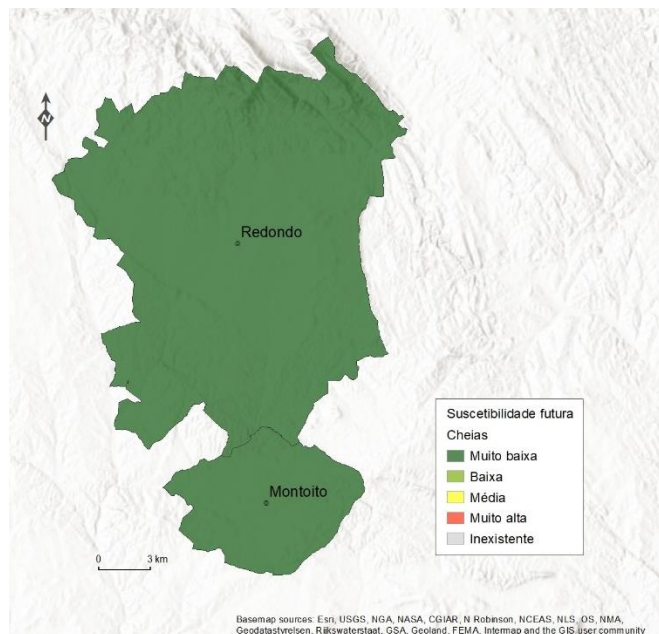 N
Redondo
Montoito
Suscetibilidade futura
Cheias
Muito baixa
Baixa
Média
Muito alta
Inexistente
0 3 km
Basemap sources: Esri, USGS, NGA, NASA, CGIAR, N Robinson, NCEAS, NLS, OS, NMA,
Geodatastyrelsen, Rijkswaterstaat, GSA, Geoland, FEMA, Intermap and the GIS user community